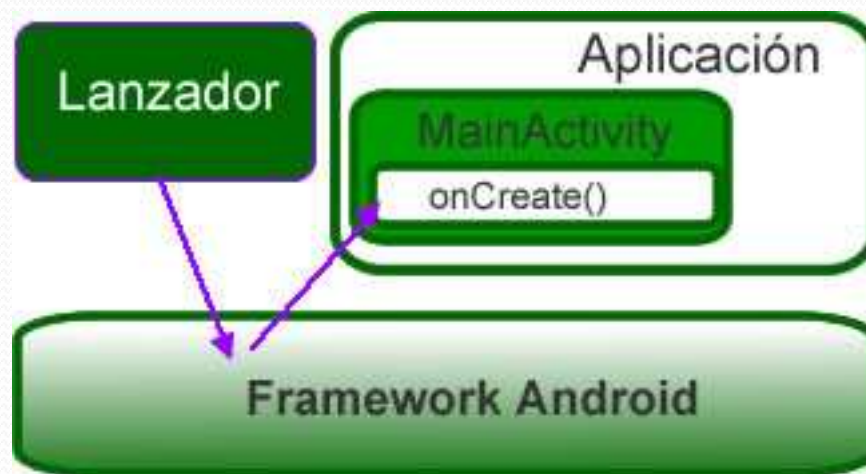 Lanzador
Aplicación
MainActivity
onCreate()
Framework Android